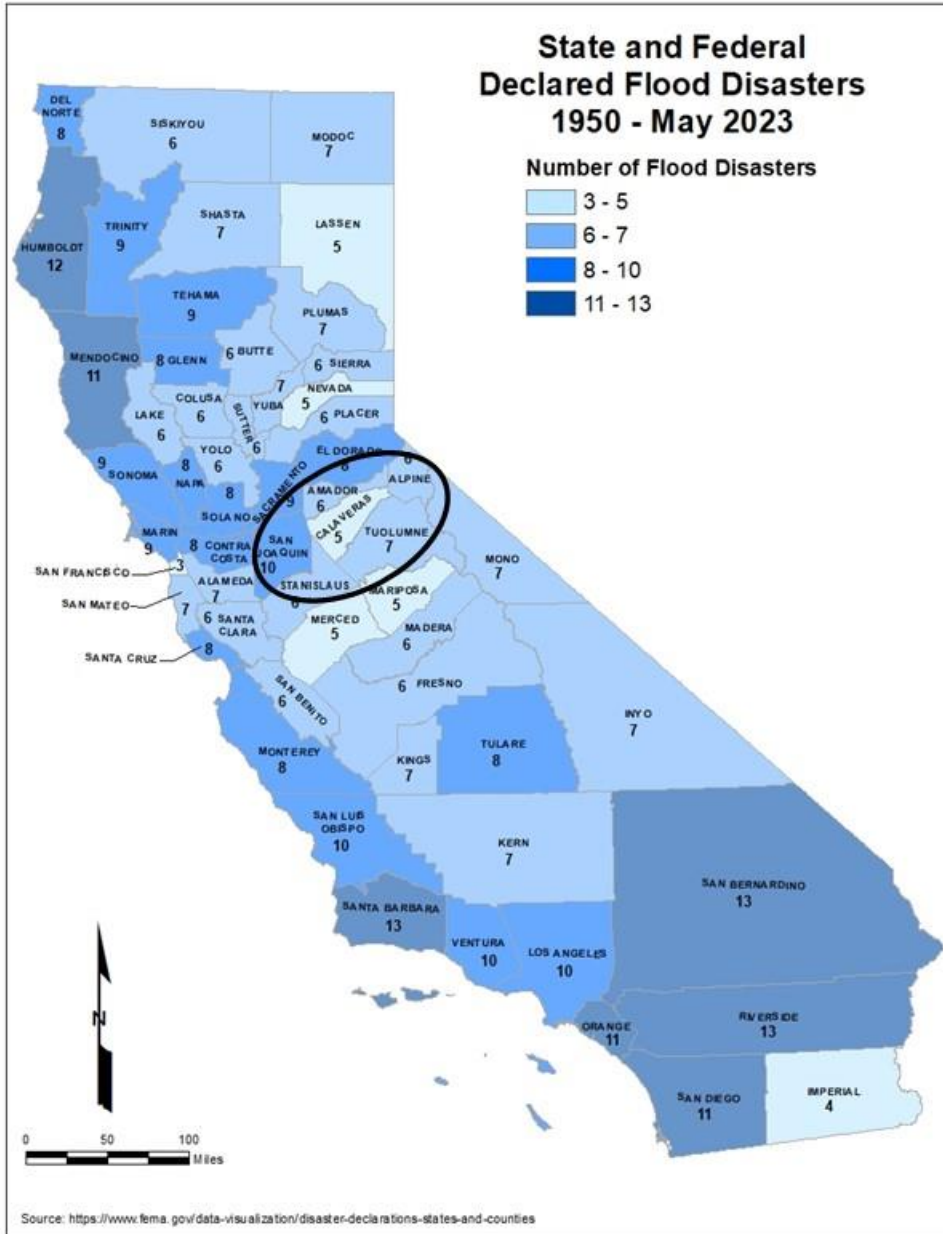 State and Federal
Declared Flood Disasters
1950 - May 2023
Number of Flood Disasters
3 - 5
6 - 7
8 - 10
11 - 13
DEL
NORTE
8
SISKIYOU
6
MODOC
7
HUMBOLDT
12
TRINITY
9
SHASTA
7
LASSEN
5
TEHAMA
9
PLUMAS
7
MENDOCINO
11
8 GLENN
6 BUTTE
6 SIERRA
LAKE
6
COLUSA
6
SUTTER
6
7
YUBA
NEVADA
5
6 PLACER
9
SONOMA
8
NAPA
YOLO
6
8
SOLANO
SACRAMENTO
9
EL DORADO
8
6
ALPINE
AMADOR
6
CALAVERAS
5
TUOLUMNE
7
MARIN
9
8 CONTRA
COSTA
SAN
JOAQUIN
10
SAN FRANCISCO
3
ALAMEDA
7
STANISLAUS
6
MONO
7
SAN MATEO
7
6 SANTA
CLARA
MERCED
5
MARIPOSA
5
MADERA
6
SANTA CRUZ
8
SAN BENITO
6
6 FRESNO
INYO
7
MONTEREY
8
KINGS
7
TULARE
8
SAN LUIS
OBISPO
10
KERN
7
SANTA BARBARA
13
VENTURA
10
LOS ANGELES
10
SAN BERNARDINO
13
ORANGE
11
RIVERSIDE
13
SAN DIEGO
11
IMPERIAL
4
N
0 50 100
Miles
Source: https://www.fema.gov/data-visualization/disaster-declarations-states-and-counties